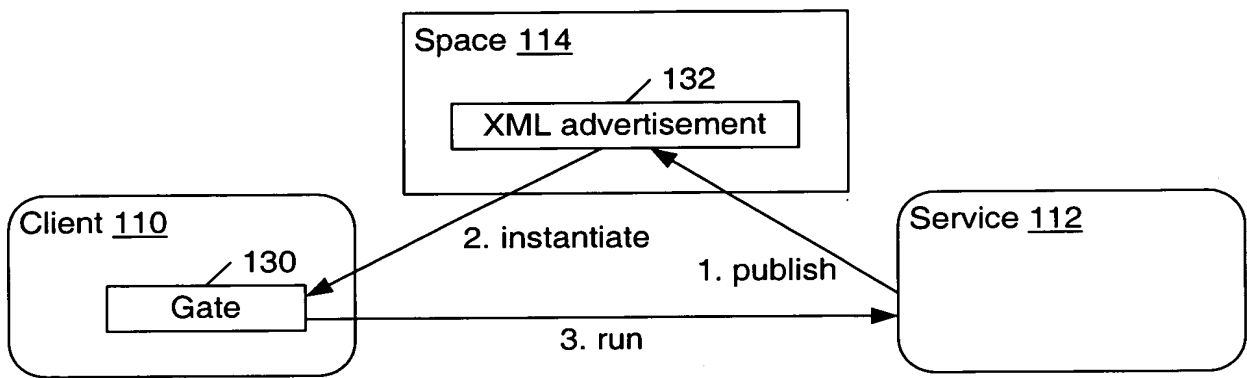 Space 114
132
XML advertisement
Client 110
Service 112
2. instantiate
130
1. publish
Gate
3. run